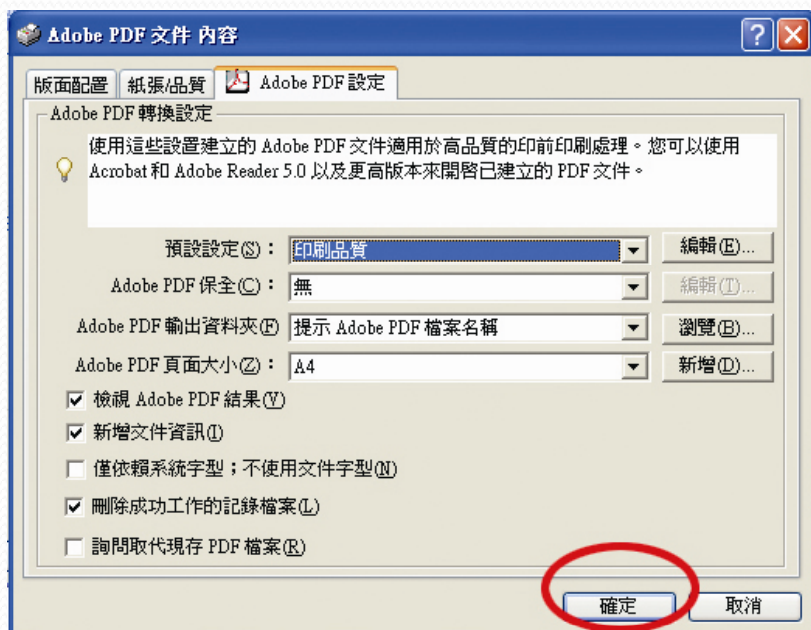 Adobe PDF 文件 內容
版面配置 紙張/品質 Adobe PDF 設定
Adobe PDF 轉換設定
使用這些設置建立的 Adobe PDF 文件適用於高品質的印前印刷處理。您可以使用
Acrobat 和 Adobe Reader 5.0 以及更高版本來開啓已建立的 PDF 文件。
預設設定(S)： 印刷品質 編輯(E)...
Adobe PDF 保全(C)： 無 編輯(T)...
Adobe PDF 輸出資料夾(F) 提示 Adobe PDF 檔案名稱 瀏覽(B)...
Adobe PDF 頁面大小(Z)： A4 新增(D)...
檢視 Adobe PDF 結果(V)
新增文件資訊(I)
僅依賴系統字型；不使用文件字型(N)
刪除成功工作的記錄檔案(L)
詢問取代現存 PDF 檔案(R)
確定 取消